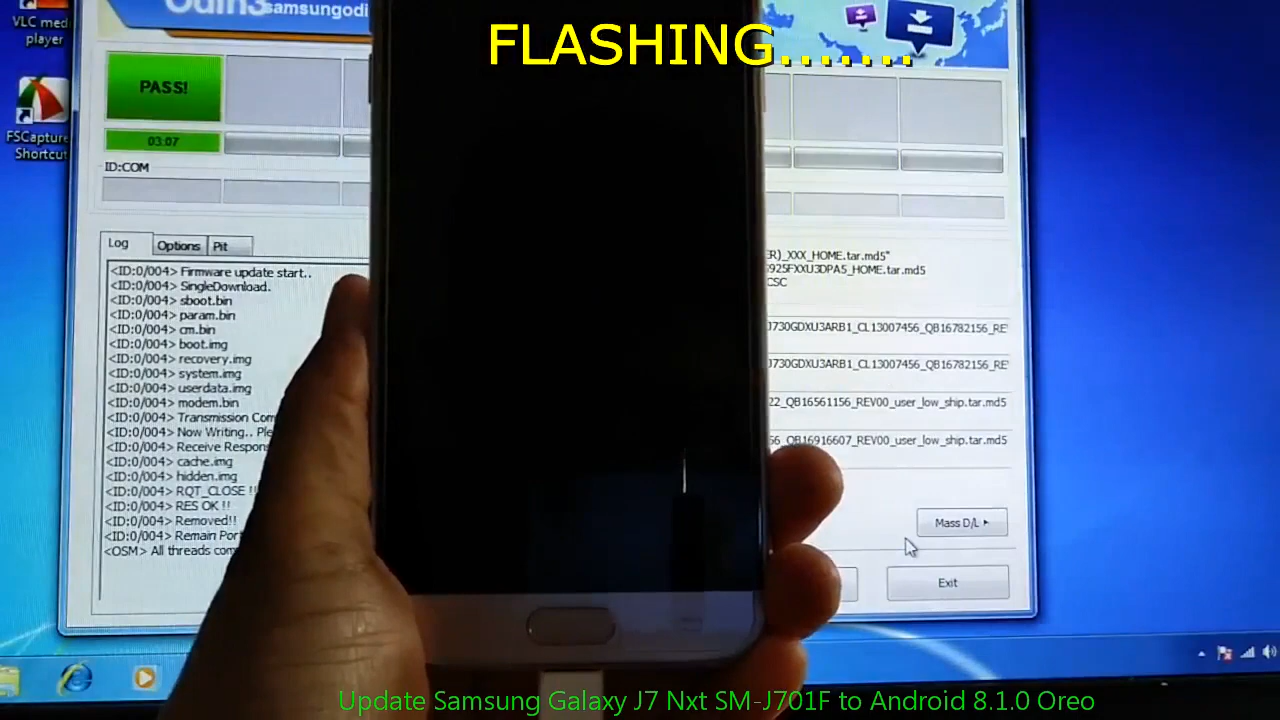 VLC med
player
Odin3
samsungodi
FLASHING.......
PASS!
FSCapture
Shortcut
03:07
ID:COM
Log
Options
Pit
<ID:0/004> Firmware update start..
<ID:0/004> SingleDownload.
<ID:0/004> sboot.bin
<ID:0/004> param.bin
<ID:0/004> cm.bin
<ID:0/004> boot.img
<ID:0/004> recovery.img
<ID:0/004> system.img
<ID:0/004> userdata.img
<ID:0/004> modem.bin
<ID:0/004> Transmission Com
<ID:0/004> Now Writing.. Ple
<ID:0/004> Receive Respons
<ID:0/004> cache.img
<ID:0/004> hidden.img
<ID:0/004> RQT_CLOSE !!
<ID:0/004> RES OK !!
<ID:0/004> Removed!!
<ID:0/004> Remain Por
<OSM> All threads com
ER)_XXX_HOME.tar.md5"
G925FXXU3DPA5_HOME.tar.md5
CSC
J730GDXU3ARB1_CL13007456_QB16782156_RE
J730GDXU3ARB1_CL13007456_QB16782156_RE
22_QB16561156_REV00_user_low_ship.tar.md5
56_QB16916607_REV00_user_low_ship.tar.md5
Mass D/L
Exit
Update Samsung Galaxy J7 Nxt SM-J701F to Android 8.1.0 Oreo